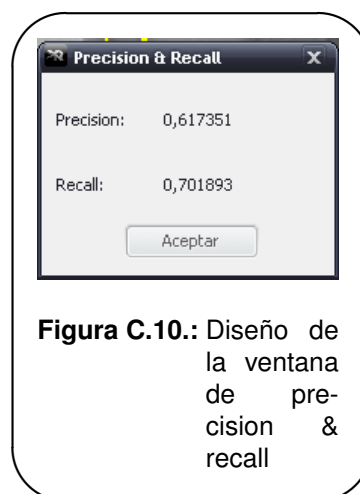 Precision & Recall
Precision: 0,617351
Recall: 0,701893
Aceptar
Figura C.10.: Diseño de
la ventana
de pre-
cision &
recall